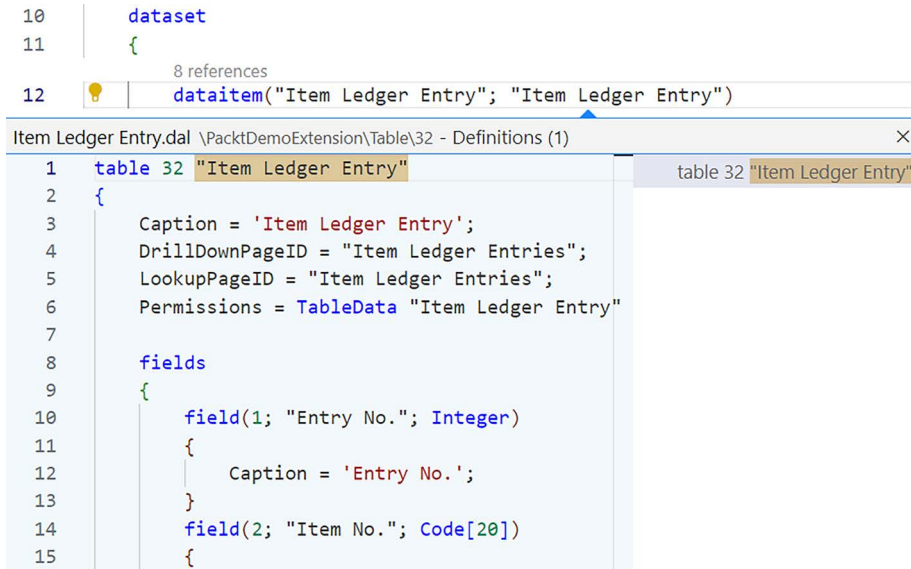 10 dataset
11 {
8 references
12 dataitem("Item Ledger Entry"; "Item Ledger Entry")
Item Ledger Entry.dal \PacktDemoExtension\Table\32 - Definitions (1)
1 table 32 "Item Ledger Entry"
table 32 "Item Ledger Entry"
2 {
3 Caption = 'Item Ledger Entry';
4 DrillDownPageID = "Item Ledger Entries";
5 LookupPageID = "Item Ledger Entries";
6 Permissions = TableData "Item Ledger Entry"
7
8 fields
9 {
10 field(1; "Entry No."; Integer)
11 {
12 Caption = 'Entry No.';
13 }
14 field(2; "Item No."; Code[20])
15 {